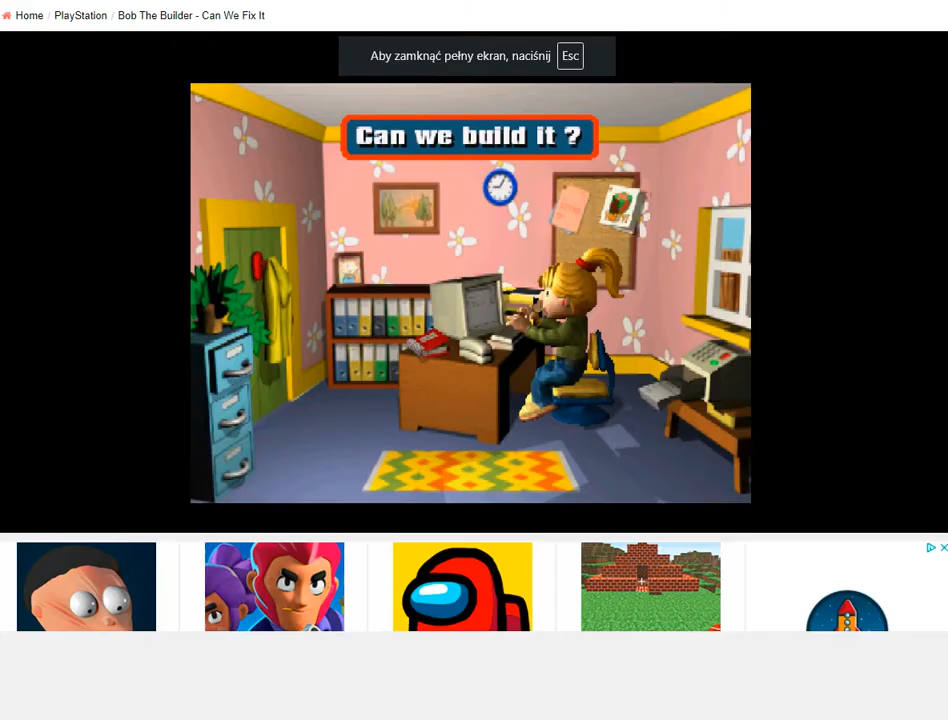 Home / PlayStation / Bob The Builder - Can We Fix It
Aby zamknąć pełny ekran, naciśnij Esc
Can we build it ?